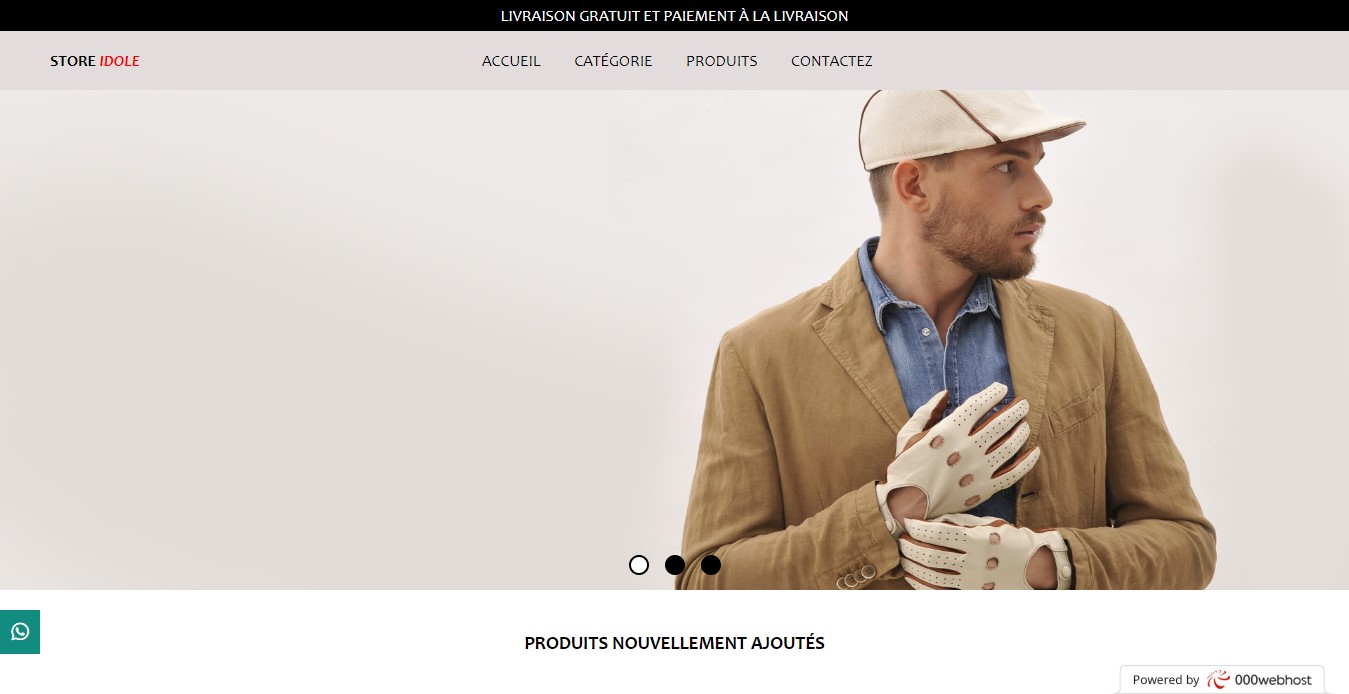 LIVRAISON GRATUIT ET PAIEMENT À LA LIVRAISON
STORE IDOLE
ACCUEIL
CATÉGORIE
PRODUITS
CONTACTEZ
PRODUITS NOUVELLEMENT AJOUTÉS
Powered by 000webhost